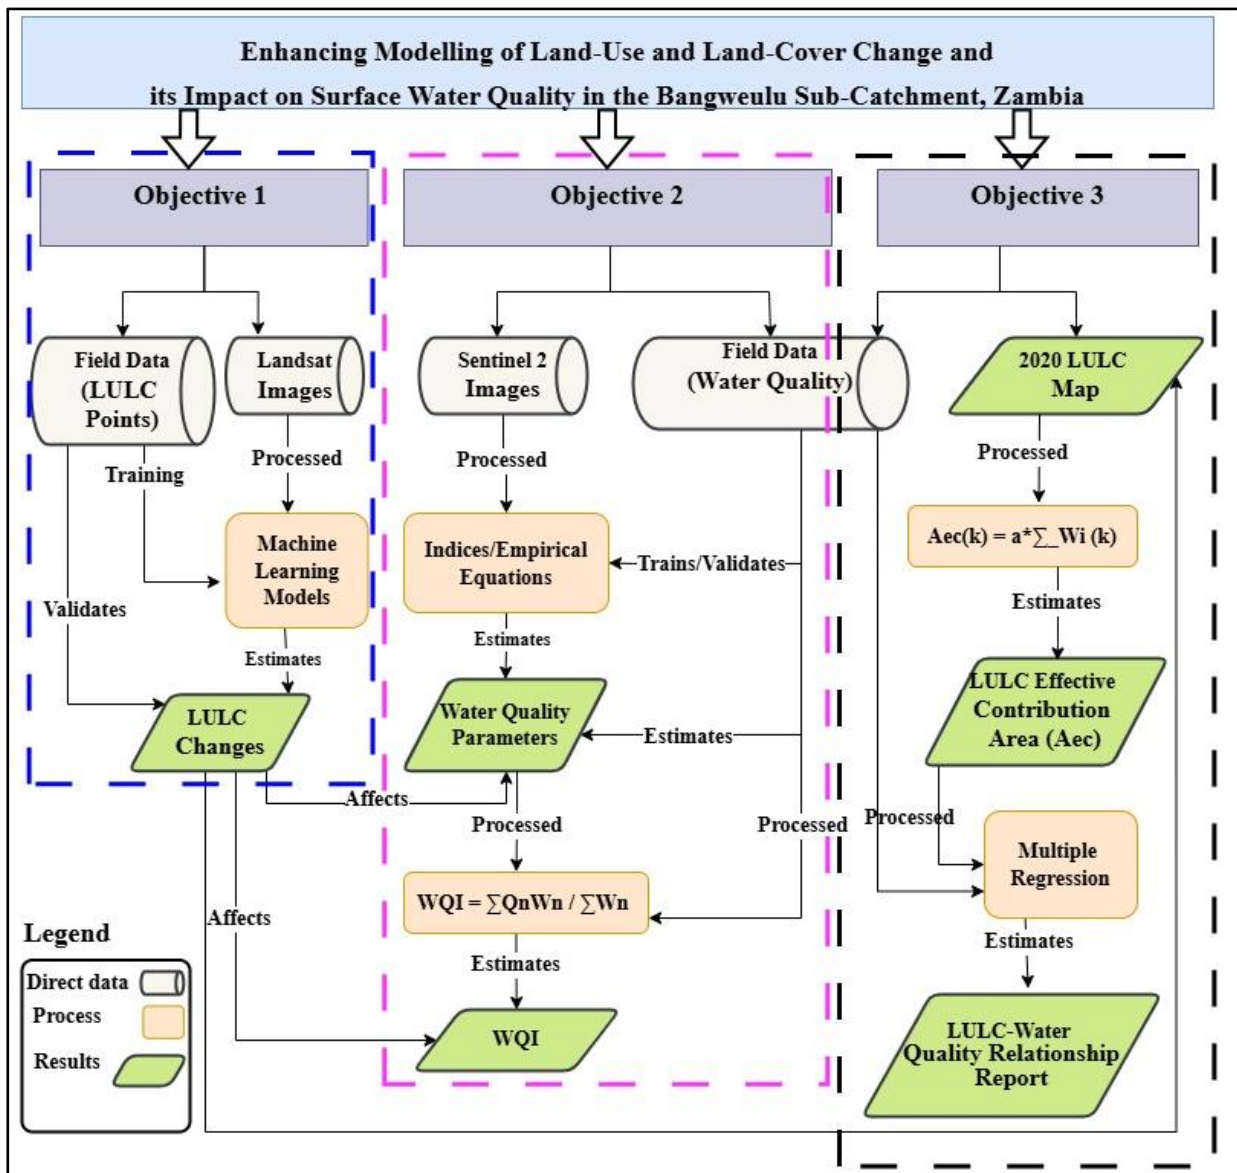 Enhancing Modelling of Land-Use and Land-Cover Change and
its Impact on Surface Water Quality in the Bangweulu Sub-Catchment, Zambia
Objective 1
Objective 2
Objective 3
Field Data
(LULC
Points)
Landsat
Images
Sentinel 2
Images
Field Data
(Water Quality)
2020 LULC
Map
Processed
Training
Processed
Processed
Machine
Learning
Models
Indices/Empirical
Equations
Trains/Validates
Aec(k) = a*∑_Wi (k)
Validates
Estimates
Estimates
Estimates
LULC
Changes
Water Quality
Parameters
Estimates
LULC Effective
Contribution
Area (Aec)
Affects
Processed
Processed
Processed
Multiple
Regression
WQI = ∑QnWn / ∑Wn
Affects
Estimates
Estimates
WQI
LULC-Water
Quality Relationship
Report
Legend
Direct data
Process
Results